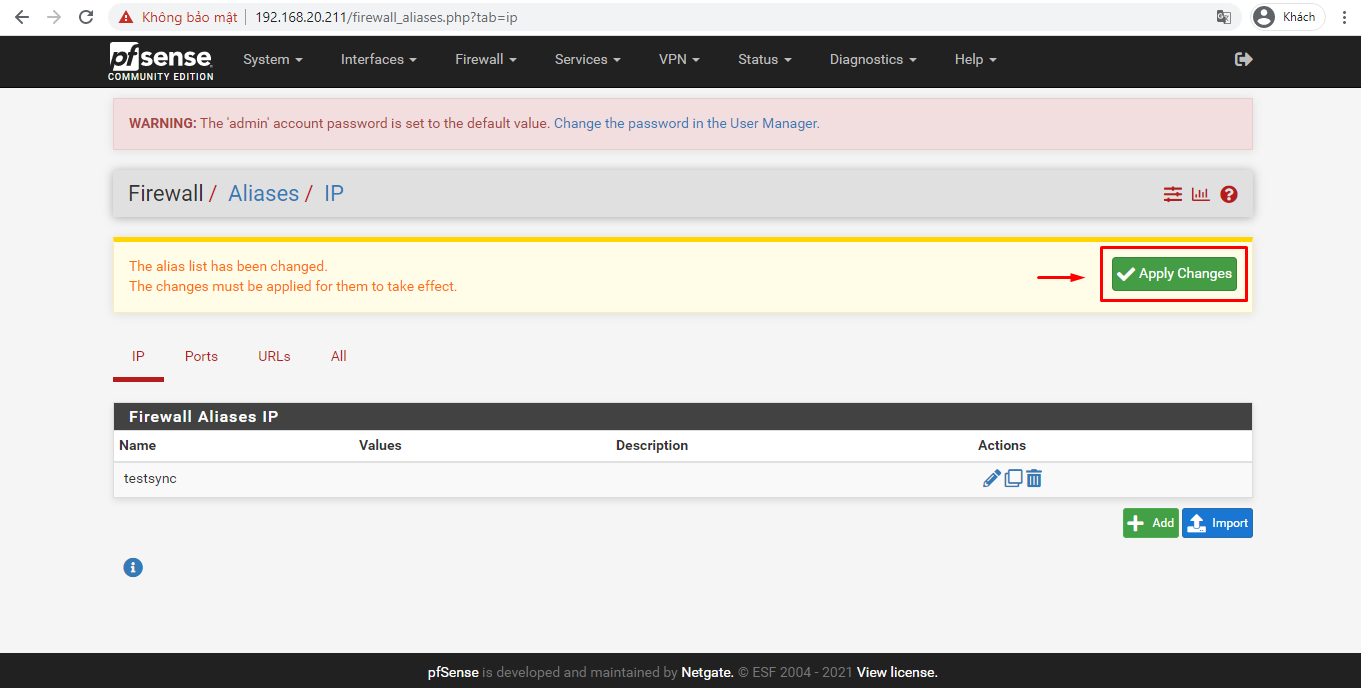 Không bảo mật 192.168.20.211/firewall_aliases.php?tab=ip Khách
pfsense System Interfaces Firewall Services VPN Status Diagnostics Help
COMMUNITY EDITION
WARNING: The 'admin' account password is set to the default value. Change the password in the User Manager.
Firewall / Aliases / IP
The alias list has been changed.
The changes must be applied for them to take effect.
Apply Changes
IP Ports URLs All
Firewall Aliases IP
Name Values Description Actions
testsync
Add Import
pfSense is developed and maintained by Netgate. © ESF 2004 - 2021 View license.